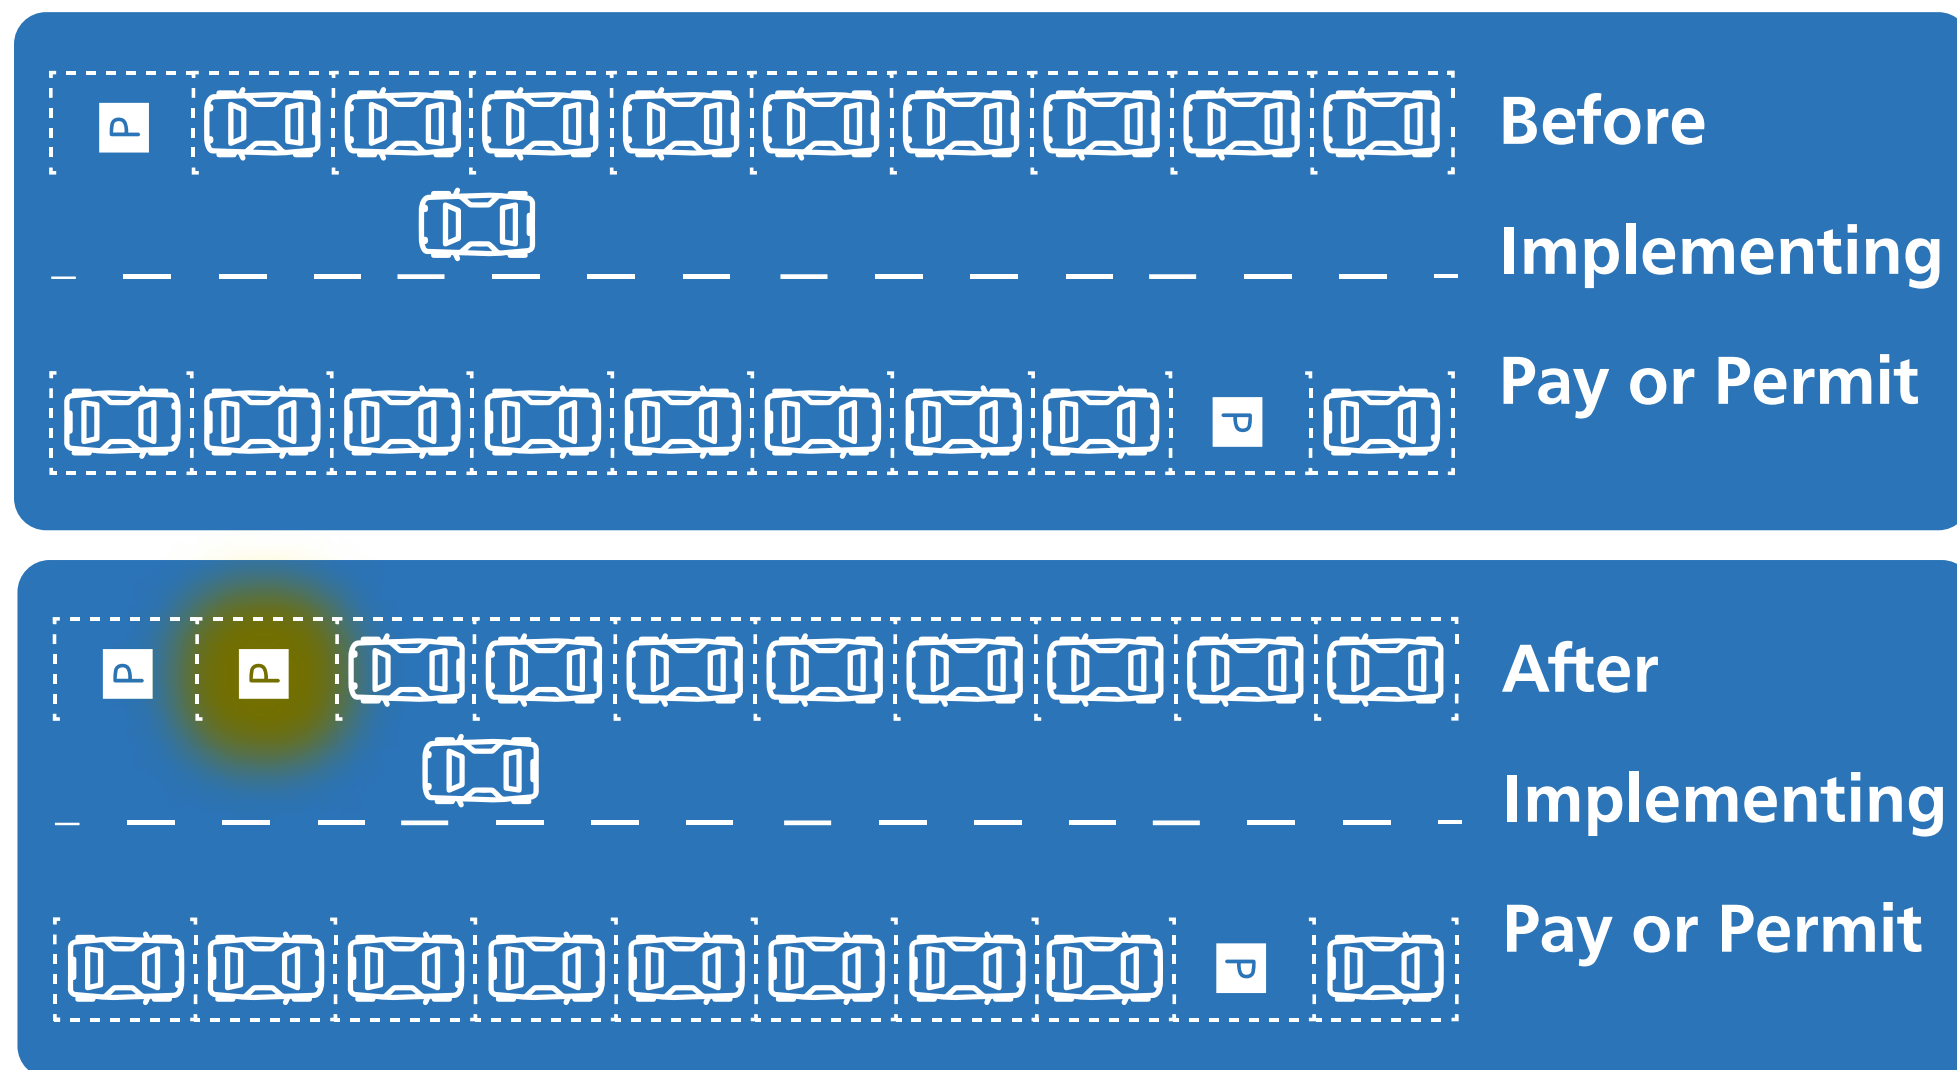 P
Before
Implementing
Pay or Permit
P
P
P
After
Implementing
Pay or Permit
P